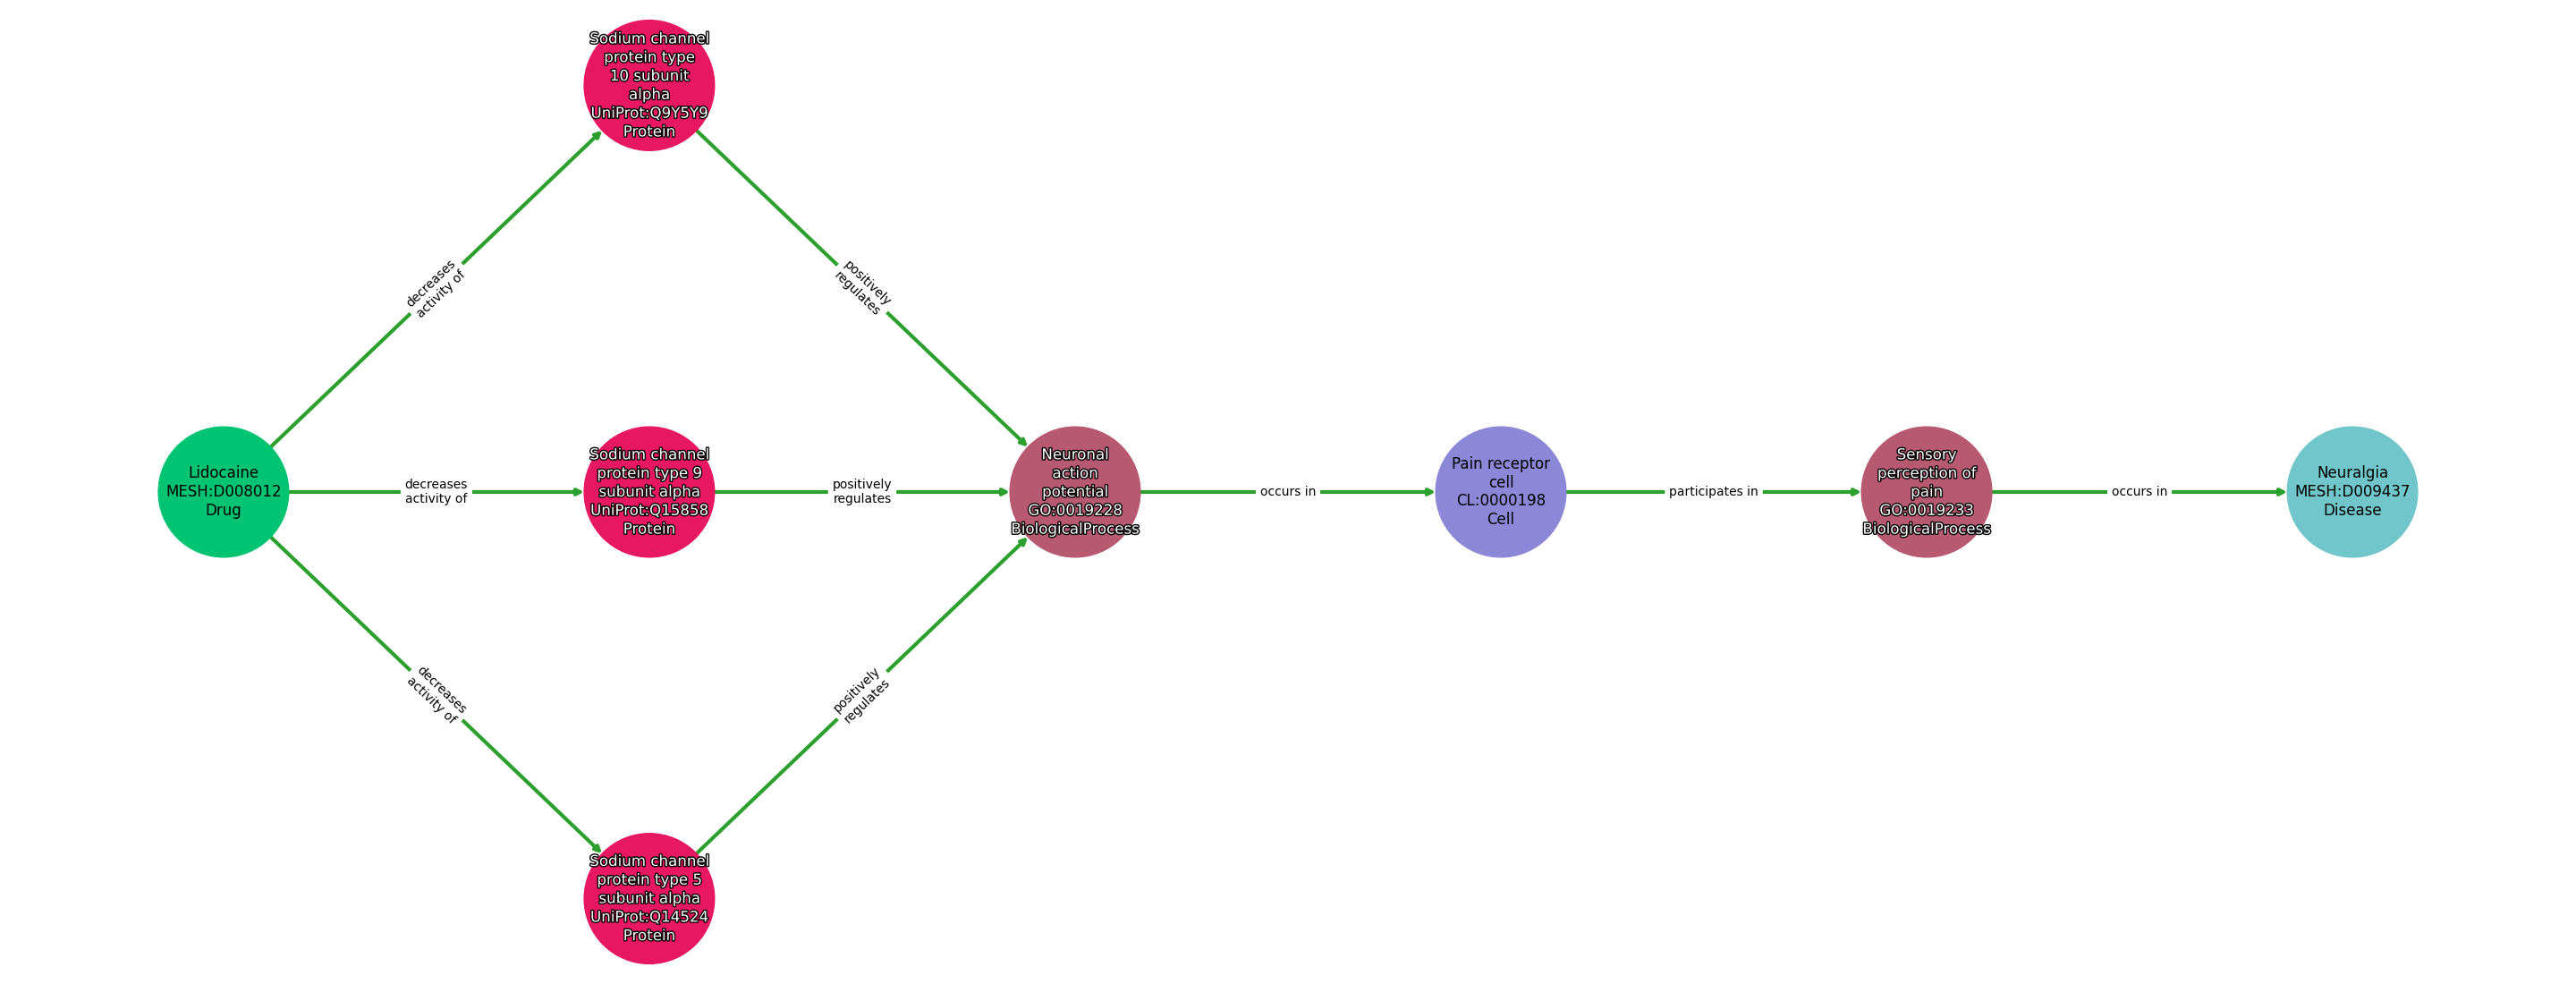 Sodium channel
protein type
10 subunit
alpha
UniProt:Q9Y5Y9
Protein
decreases
activity of
positively
regulates
Lidocaine
MESH:D008012
Drug
decreases
activity of
Sodium channel
protein type 9
subunit alpha
UniProt:Q15858
Protein
positively
regulates
Neuronal
action
potential
GO:0019228
BiologicalProcess
occurs in
Pain receptor
cell
CL:0000198
Cell
participates in
Sensory
perception of
pain
GO:0019233
BiologicalProcess
occurs in
Neuralgia
MESH:D009437
Disease
decreases
activity of
positively
regulates
Sodium channel
protein type 5
subunit alpha
UniProt:Q14524
Protein